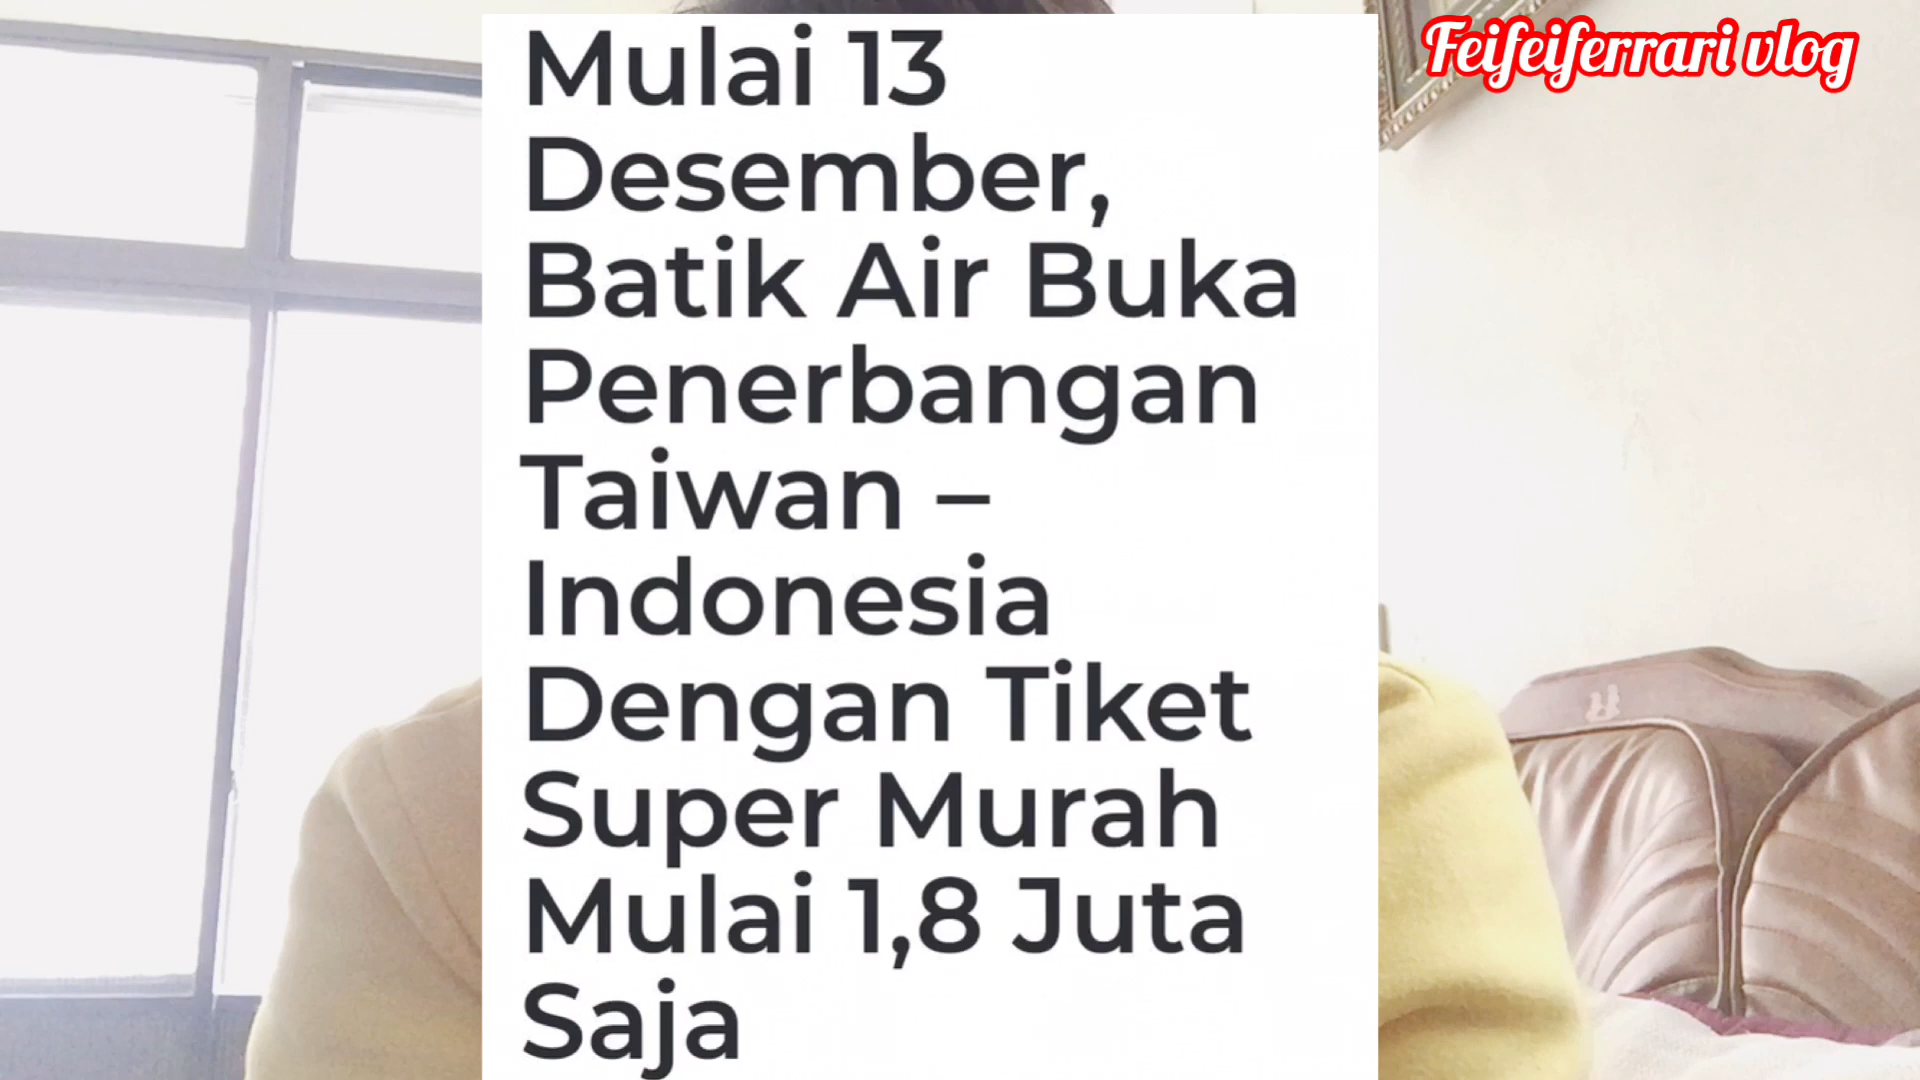 Feifeiferrari vlog
Mulai 13
Desember,
Batik Air Buka
Penerbangan
Taiwan –
Indonesia
Dengan Tiket
Super Murah
Mulai 1,8 Juta
Saja